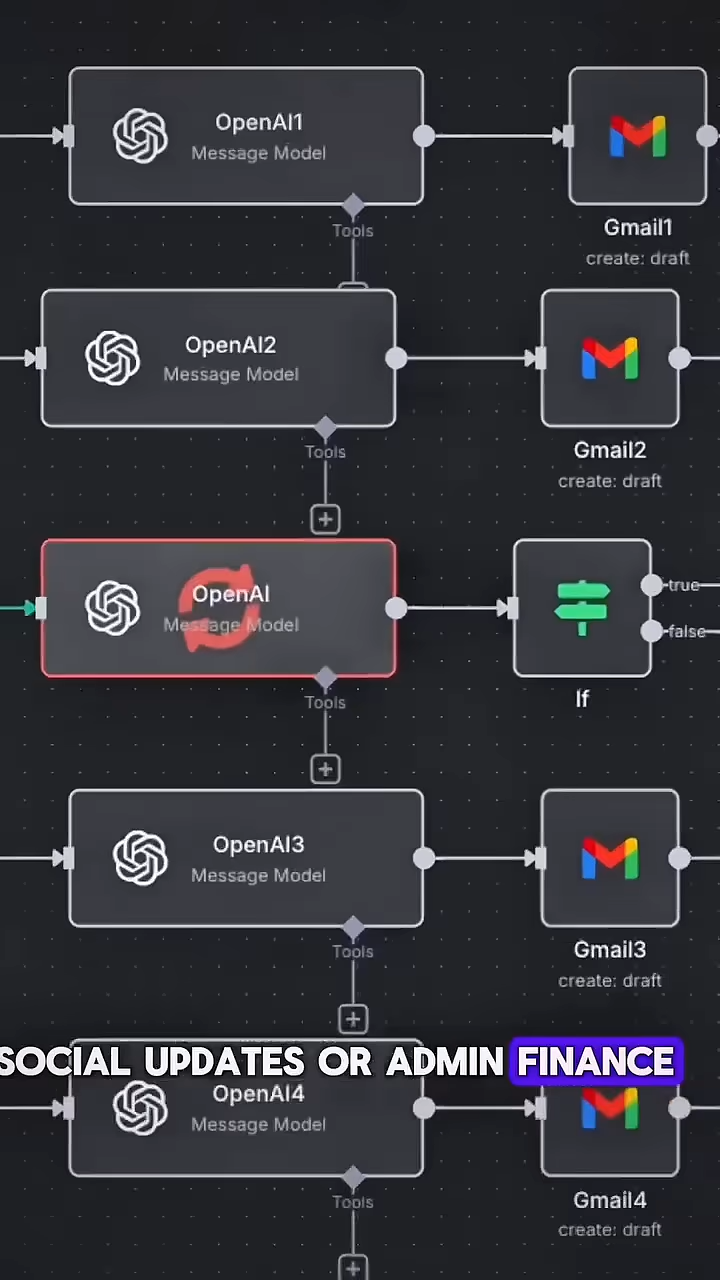 OpenAI1
Message Model
Tools
Gmail1
create: draft
OpenAI2
Message Model
Tools
Gmail2
create: draft
OpenAI
Message Model
Tools
true
false
If
OpenAI3
Message Model
Tools
Gmail3
create: draft
SOCIAL UPDATES OR ADMIN FINANCE
OpenAI4
Message Model
Tools
Gmail4
create: draft